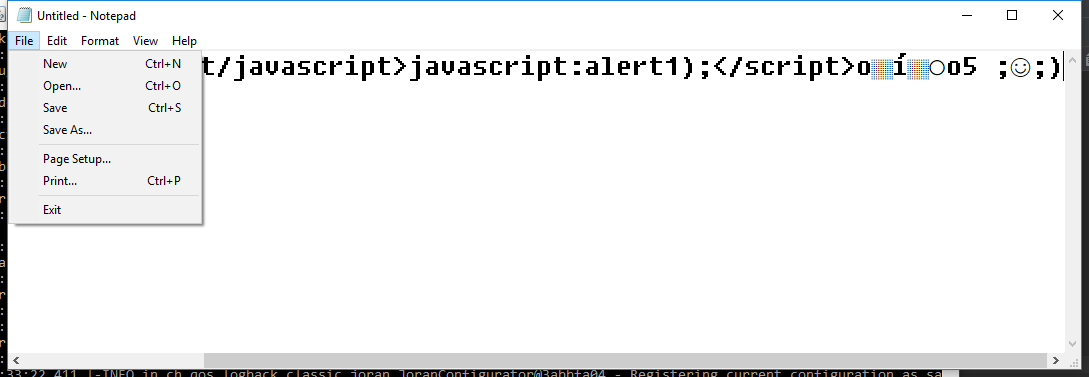 Untitled - Notepad
File Edit Format View Help
t/javascript>javascript:alert1);</script>o▒▒í▒▒○o5 ;☺;)
New Ctrl+N
Open... Ctrl+O
Save Ctrl+S
Save As...
Page Setup...
Print... Ctrl+P
Exit
:33:22,411 |-INFO in ch.qos.logback.classic.joran.JoranConfigurator@3abbfa04 - Registering current configuration as sa